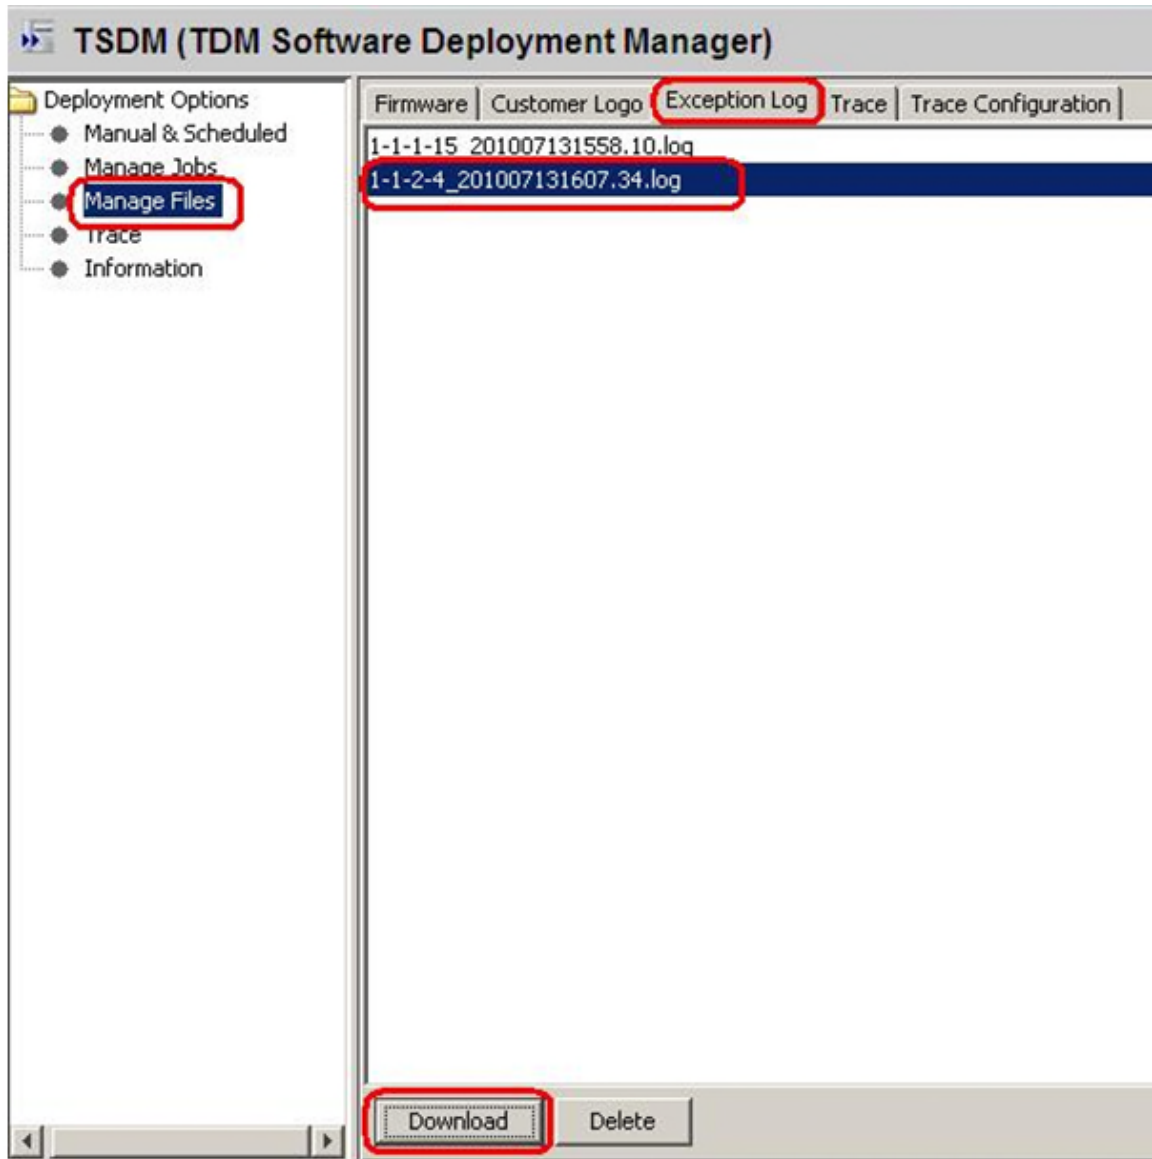 TSDM (TDM Software Deployment Manager)
Deployment Options
Manual & Scheduled
Manage Jobs
Manage Files
Trace
Information
Firmware
Customer Logo
Exception Log
Trace
Trace Configuration
1-1-1-15_201007131558.10.log
1-1-2-4_201007131607.34.log
Download
Delete